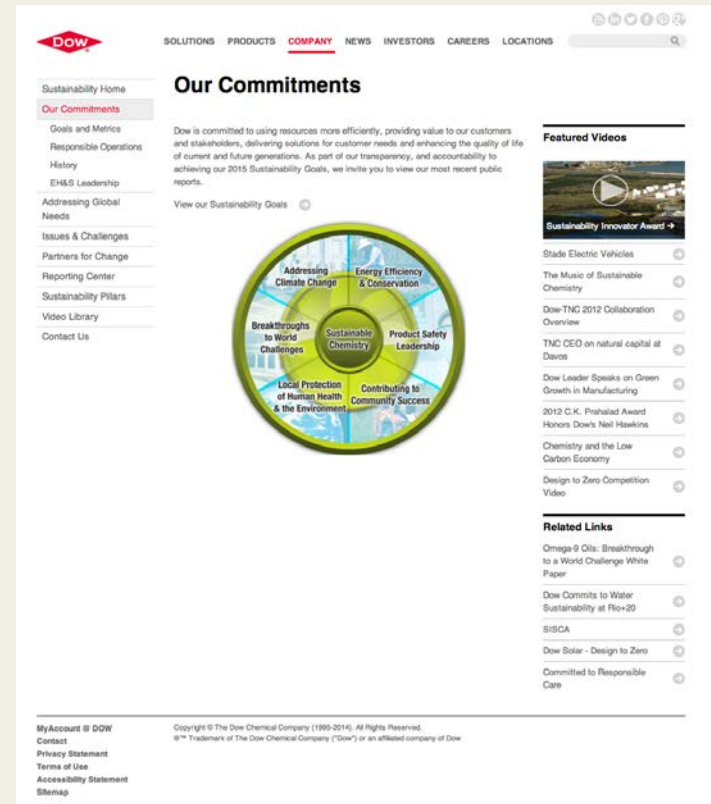 Dow
SOLUTIONS PRODUCTS COMPANY NEWS INVESTORS CAREERS LOCATIONS
Sustainability Home
Our Commitments
Goals and Metrics
Responsible Operations
History
EH&S Leadership
Addressing Global
Needs
Issues & Challenges
Partners for Change
Reporting Center
Sustainability Pillars
Video Library
Contact Us
Our Commitments
Dow is committed to using resources more efficiently, providing value to our customers
and stakeholders, delivering solutions for customer needs and enhancing the quality of life
of current and future generations. As part of our transparency, and accountability to
achieving our 2015 Sustainability Goals, we invite you to view our most recent public
reports.
View our Sustainability Goals
Addressing
Climate Change
Energy Efficiency
& Conservation
Breakthroughs
to World
Challenges
Sustainable
Chemistry
Product Safety
Leadership
Local Protection
of Human Health
& the Environment
Contributing to
Community Success
Featured Videos
Sustainability Innovator Award
Stade Electric Vehicles
The Music of Sustainable
Chemistry
Dow-TNC 2012 Collaboration
Overview
TNC CEO on natural capital at
Davos
Dow Leader Speaks on Green
Growth in Manufacturing
2012 C.K. Prahalad Award
Honors Dow's Neil Hawkins
Chemistry and the Low
Carbon Economy
Design to Zero Competition
Video
Related Links
Omega-9 Oils: Breakthrough
to a World Challenge White
Paper
Dow Commits to Water
Sustainability at Rio+20
SISCA
Dow Solar - Design to Zero
Committed to Responsible
Care
MyAccount @ DOW
Contact
Privacy Statement
Terms of Use
Accessibility Statement
Sitemap
Copyright © The Dow Chemical Company (1995-2014). All Rights Reserved.
®™ Trademark of The Dow Chemical Company ("Dow") or an affiliated company of Dow